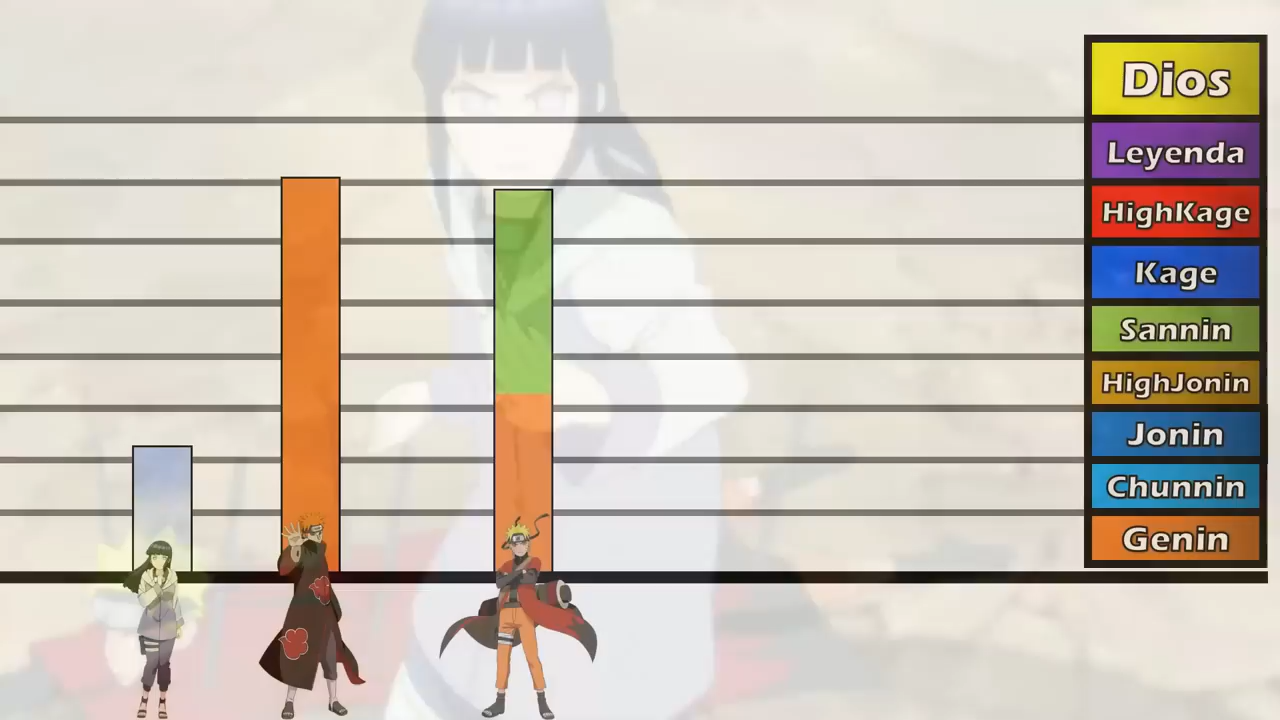 Dios
Leyenda
HighKage
Kage
Sannin
HighJonin
Jonin
Chunnin
Genin